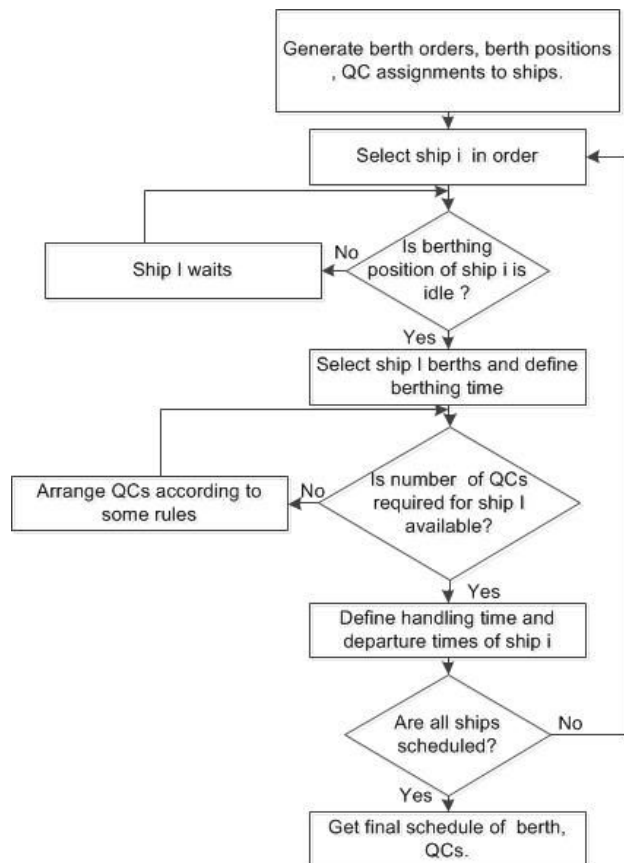 Generate berth orders, berth positions
, QC assignments to ships.
Select ship i in order
Is berthing
position of ship i is
idle ?
No
Ship I waits
Yes
Select ship I berths and define
berthing time
Is number of QCs
required for ship I
available?
No
Arrange QCs according to
some rules
Yes
Define handling time and
departure times of ship i
Are all ships
scheduled?
No
Yes
Get final schedule of berth,
QCs.